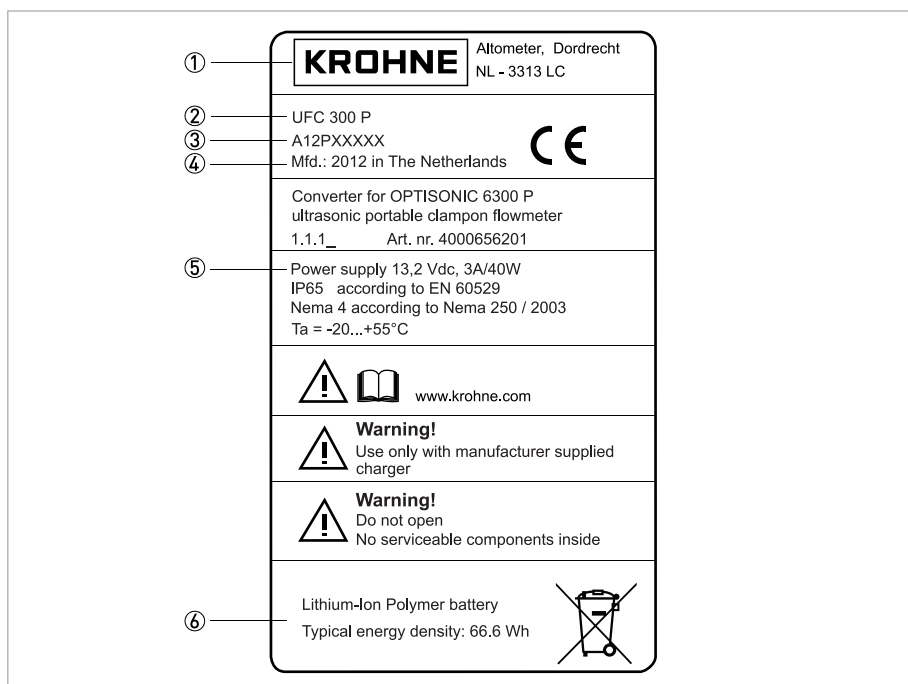 ① KROHNE Altometer, Dordrecht
NL - 3313 LC
② UFC 300 P
③ A12PXXXXX
④ Mfd.: 2012 in The Netherlands
CE
Converter for OPTISONIC 6300 P
ultrasonic portable clampon flowmeter
1.1.1_ Art. nr. 4000656201
⑤ Power supply 13,2 Vdc, 3A/40W
IP65 according to EN 60529
Nema 4 according to Nema 250 / 2003
Ta = -20...+55°C
www.krohne.com
Warning!
Use only with manufacturer supplied
charger
Warning!
Do not open
No serviceable components inside
Lithium-Ion Polymer battery
⑥ Typical energy density: 66.6 Wh